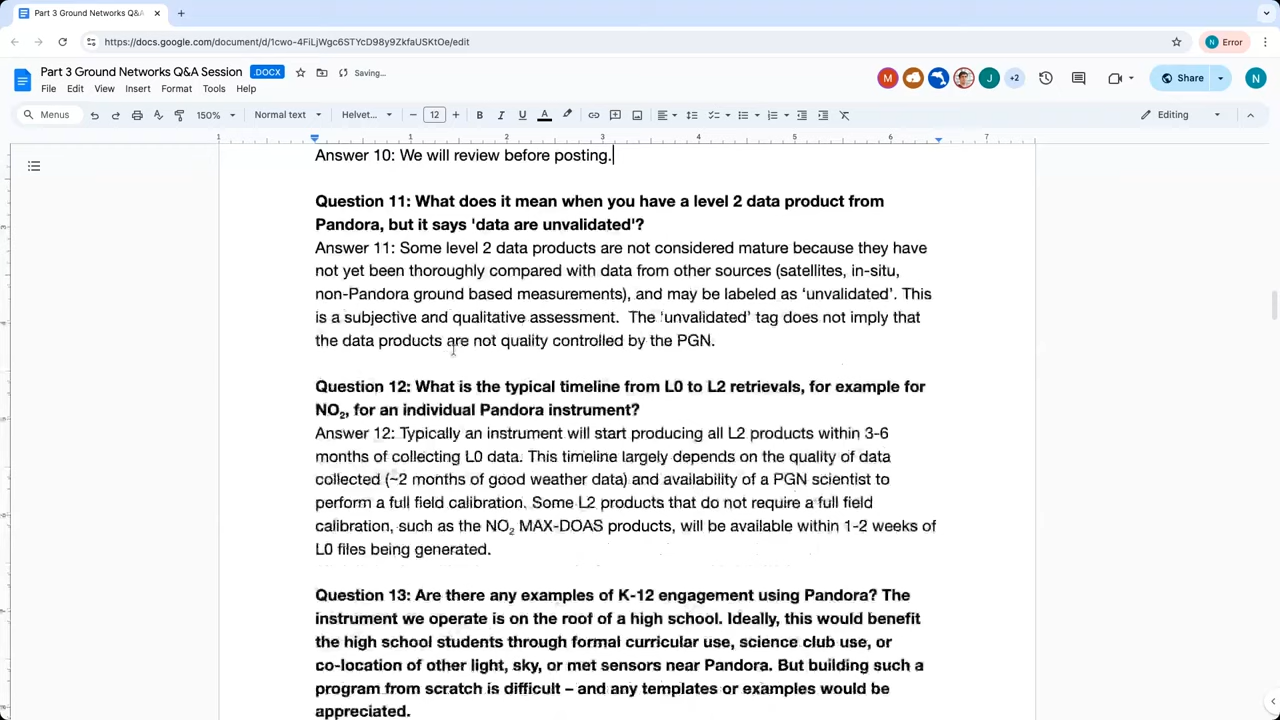 Part 3 Ground Networks Q&A
https://docs.google.com/document/d/1cwo-4FiLjWgc6STYcD98y9ZkfaUSKtOe/edit
N Error
Part 3 Ground Networks Q&A Session .DOCX Saving...
M J +2 Share N
File Edit View Insert Format Tools Help
Menus 150% Normal text Helvet... 12 B I U A Editing
1 1 2 3 4 5 6 7
Answer 10: We will review before posting.
Question 11: What does it mean when you have a level 2 data product from
Pandora, but it says 'data are unvalidated'?
Answer 11: Some level 2 data products are not considered mature because they have
not yet been thoroughly compared with data from other sources (satellites, in-situ,
non-Pandora ground based measurements), and may be labeled as ‘unvalidated’. This
is a subjective and qualitative assessment.  The ‘unvalidated’ tag does not imply that
the data products are not quality controlled by the PGN.
Question 12: What is the typical timeline from L0 to L2 retrievals, for example for
NO₂, for an individual Pandora instrument?
Answer 12: Typically an instrument will start producing all L2 products within 3-6
months of collecting L0 data. This timeline largely depends on the quality of data
collected (~2 months of good weather data) and availability of a PGN scientist to
perform a full field calibration. Some L2 products that do not require a full field
calibration, such as the NO₂ MAX-DOAS products, will be available within 1-2 weeks of
L0 files being generated.
Question 13: Are there any examples of K-12 engagement using Pandora? The
instrument we operate is on the roof of a high school. Ideally, this would benefit
the high school students through formal curricular use, science club use, or
co-location of other light, sky, or met sensors near Pandora. But building such a
program from scratch is difficult – and any templates or examples would be
appreciated.